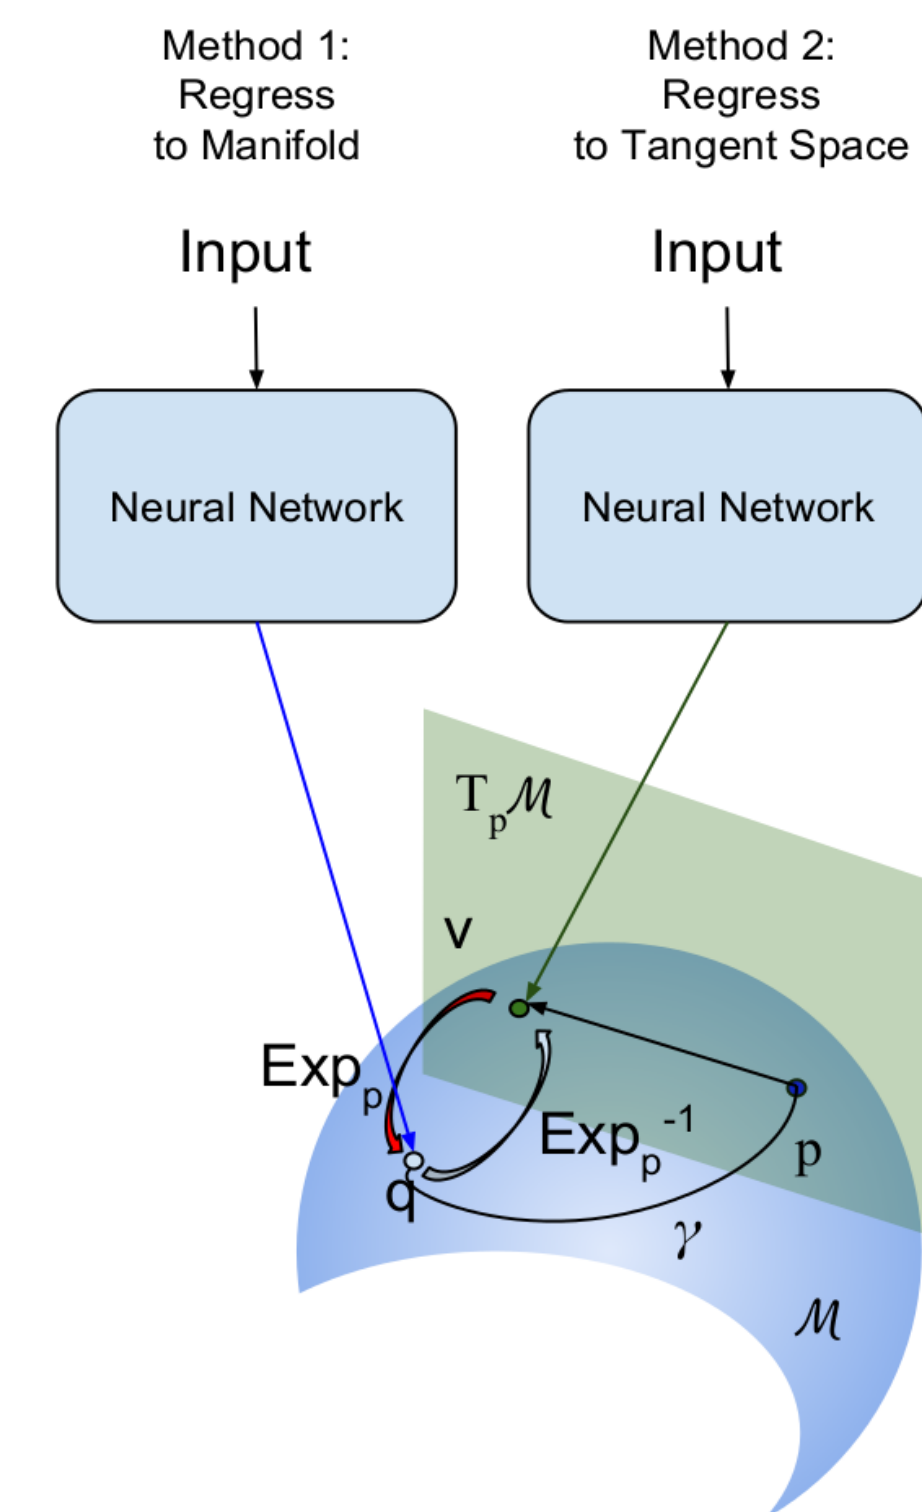 Method 1:
Regress
to Manifold
Method 2:
Regress
to Tangent Space
Input
Input
Neural Network
Neural Network
Tpℳ
v
Expp
Expp-1
p
q
γ
ℳ